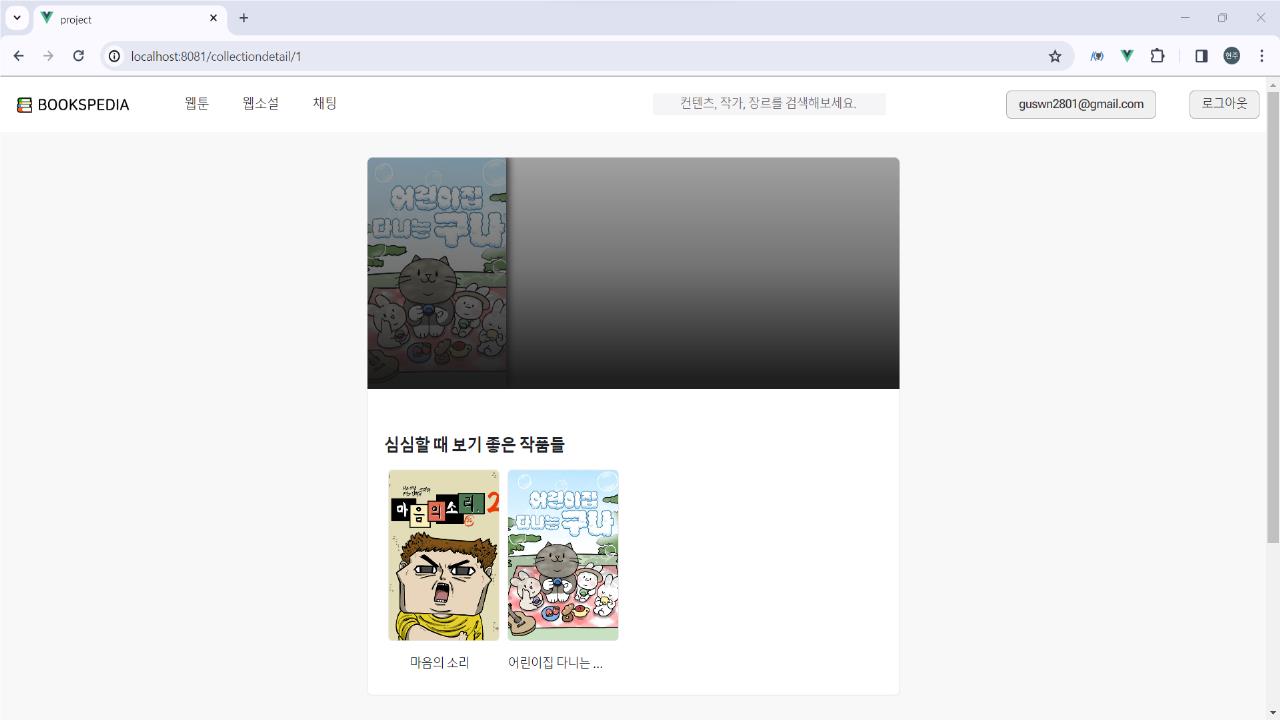 project
localhost:8081/collectiondetail/1
현주
BOOKSPEDIA 웹툰 웹소설 채팅 컨텐츠, 작가, 장르를 검색해보세요. guswn2801@gmail.com 로그아웃
어린이집
다니는 구나
심심할 때 보기 좋은 작품들
마음의소리 2
어린이집
다니는 구나
마음의 소리
어린이집 다니는 ...